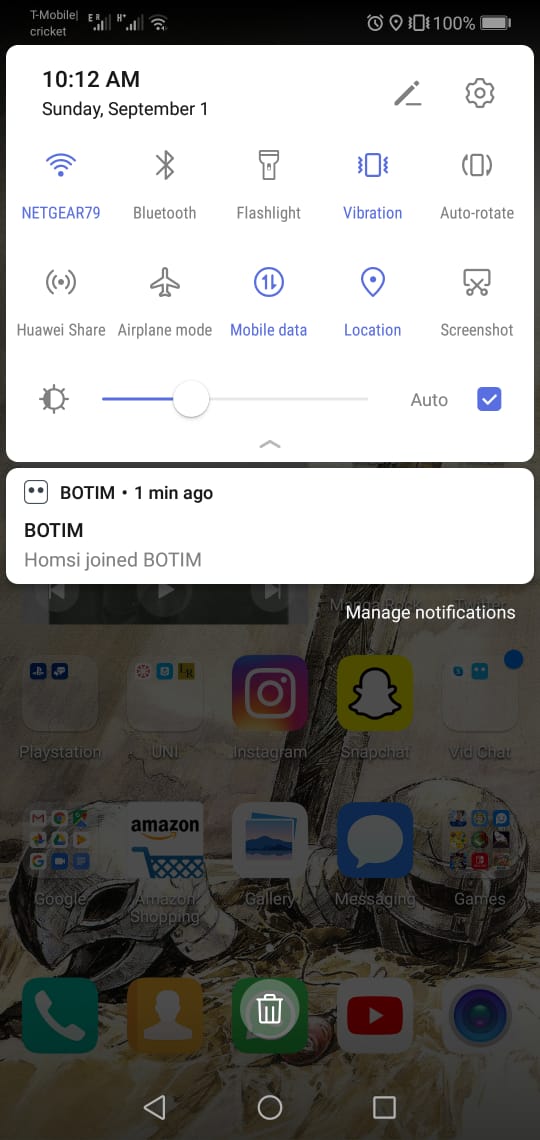 T-Mobile|
cricket
100%
10:12 AM
Sunday, September 1
NETGEAR79
Bluetooth
Flashlight
Vibration
Auto-rotate
Huawei Share
Airplane mode
Mobile data
Location
Screenshot
Auto
BOTIM • 1 min ago
BOTIM
Homsi joined BOTIM
Manage notifications
Playstation
UNI
Instagram
Snapchat
Vid Chat
amazon
Google
Amazon
Shopping
Gallery
Messaging
Games